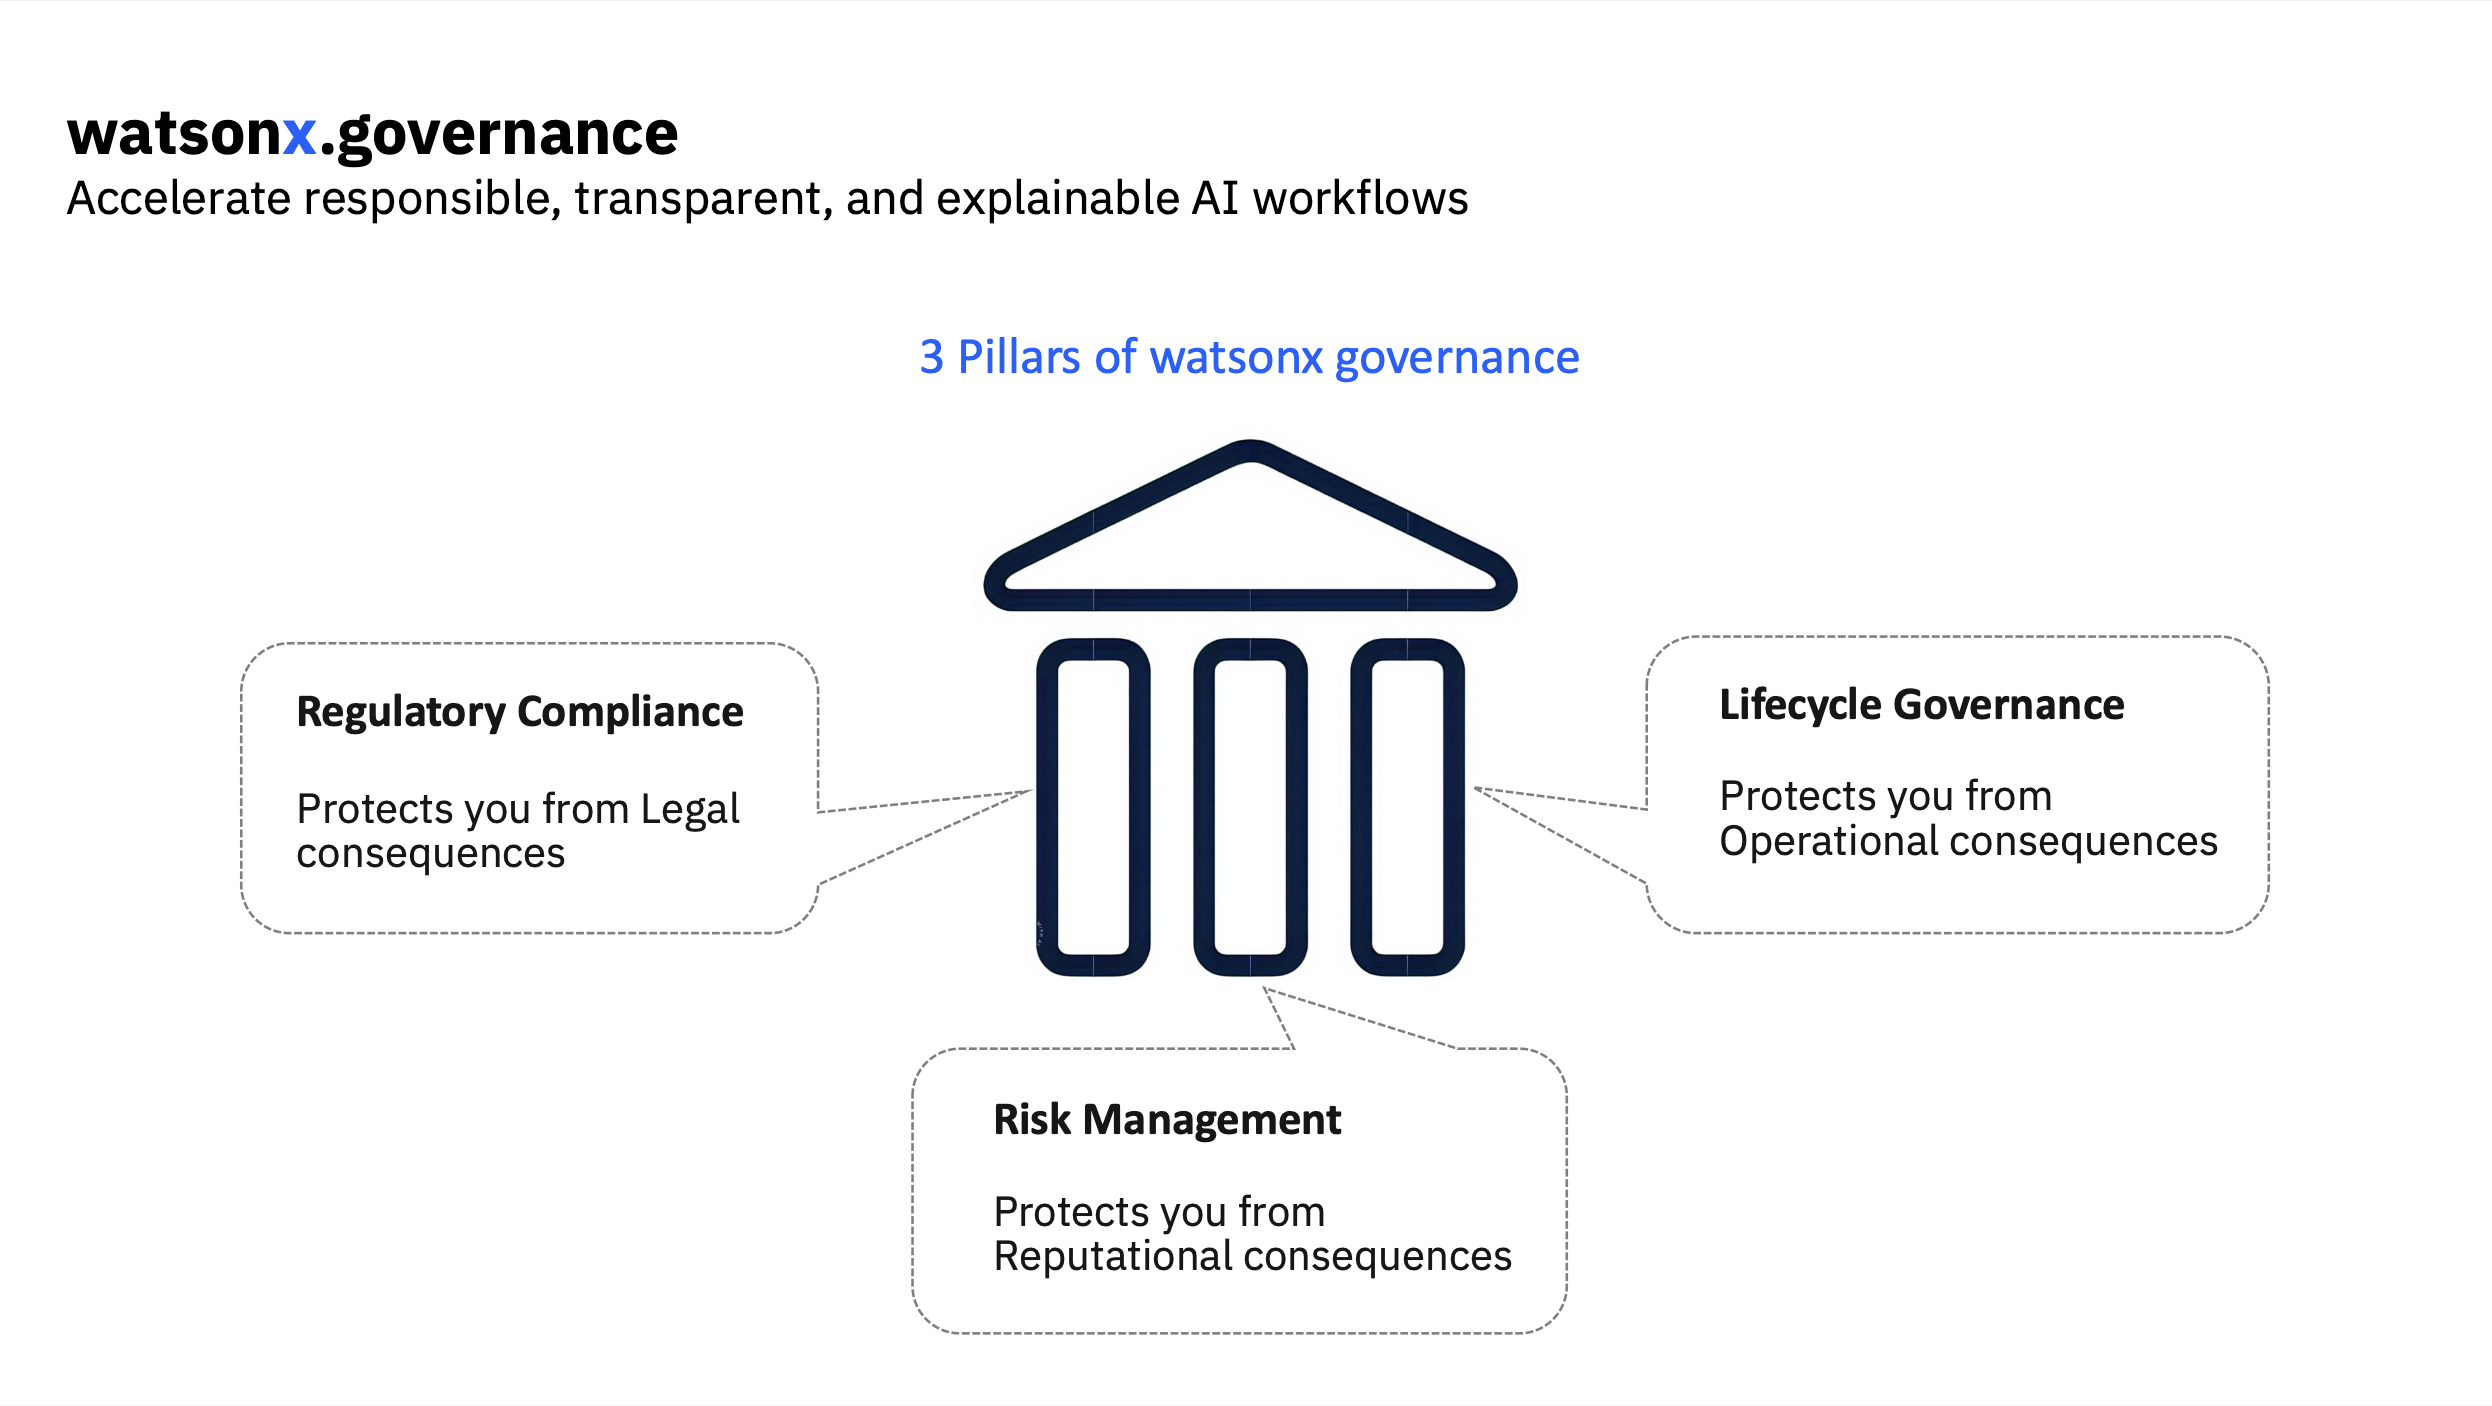 watsonx.governance
Accelerate responsible, transparent, and explainable AI workflows
3 Pillars of watsonx governance
Regulatory Compliance
Protects you from Legal
consequences
Lifecycle Governance
Protects you from
Operational consequences
Risk Management
Protects you from
Reputational consequences